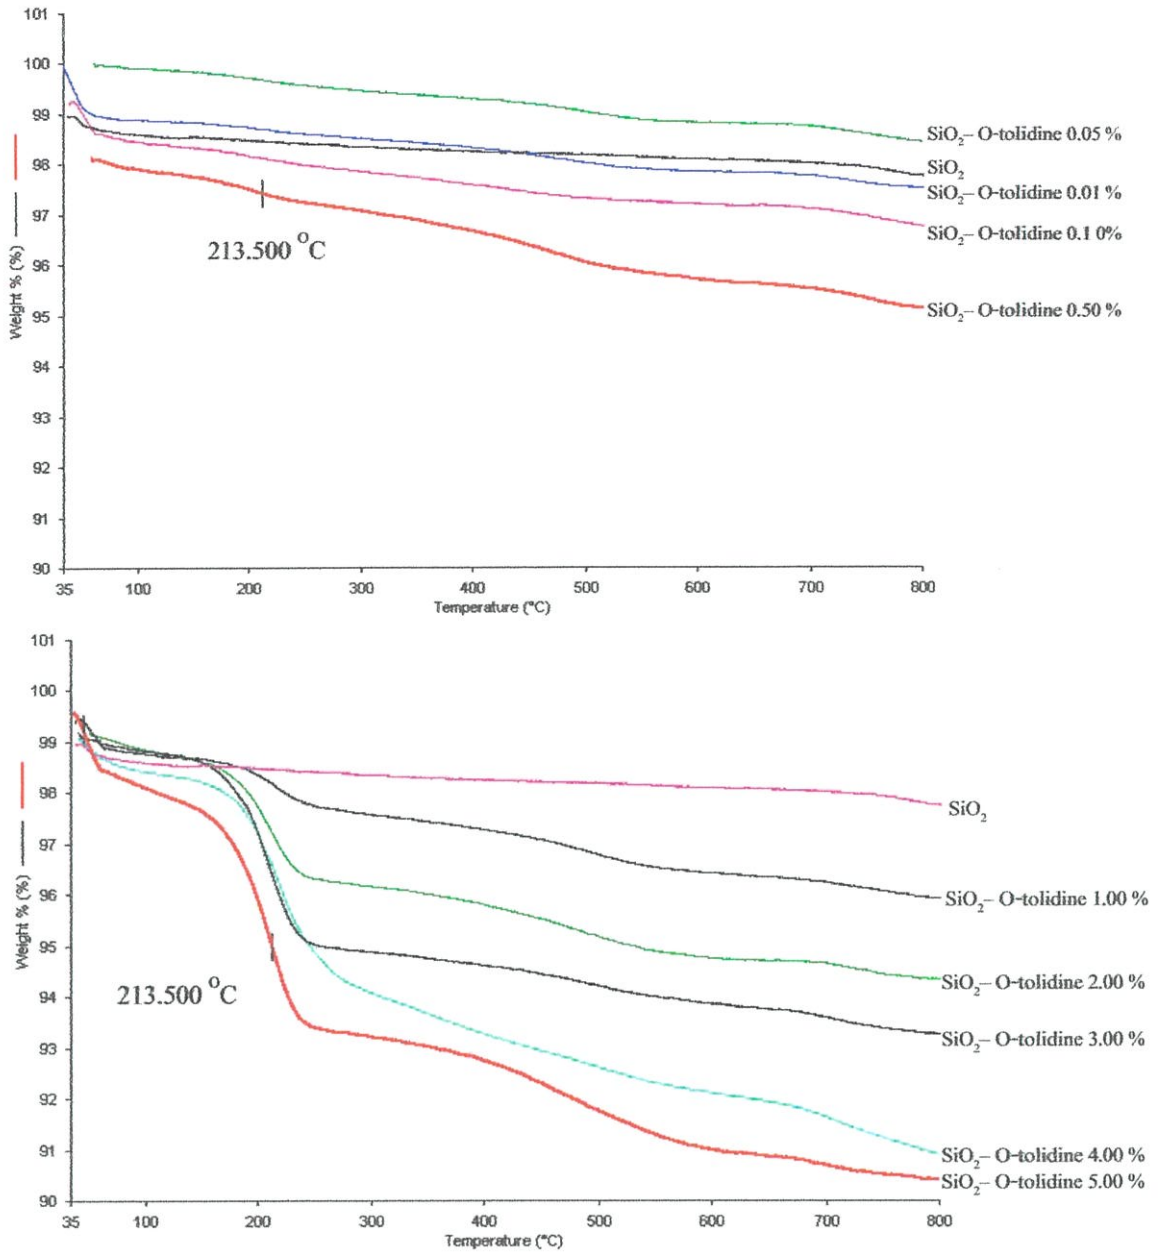 101
100
SiO2– O-tolidine 0.05 %
99
98
SiO2
SiO2– O-tolidine 0.01 %
97
SiO2– O-tolidine 0.1 0%
213.500 °C
96
SiO2– O-tolidine 0.50 %
95
94
93
92
91
90
Weight % (%)
35 100 200 300 400 500 600 700 800
Temperature (°C)
101
100
99
98
SiO2
97
96
SiO2– O-tolidine 1.00 %
95
213.500 °C
94
SiO2– O-tolidine 2.00 %
93
SiO2– O-tolidine 3.00 %
92
91
SiO2– O-tolidine 4.00 %
SiO2– O-tolidine 5.00 %
90
Weight % (%)
35 100 200 300 400 500 600 700 800
Temperature (°C)